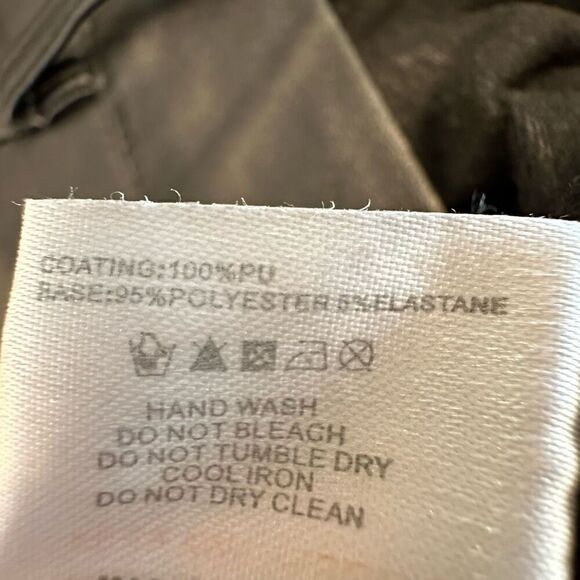 COATING:100%PU
BASE:95%POLYESTER 5%ELASTANE
HAND WASH
DO NOT BLEACH
DO NOT TUMBLE DRY
COOL IRON
DO NOT DRY CLEAN